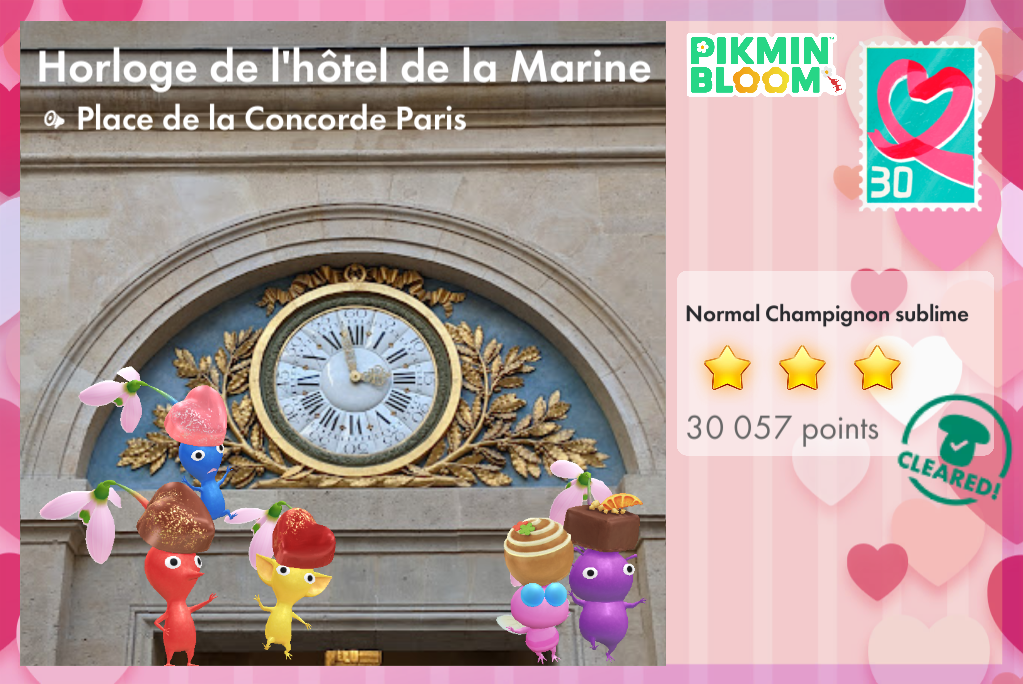 Horloge de l'hôtel de la Marine
Place de la Concorde Paris
PIKMIN
BLOOM
30
Normal Champignon sublime
30 057 points
CLEARED!